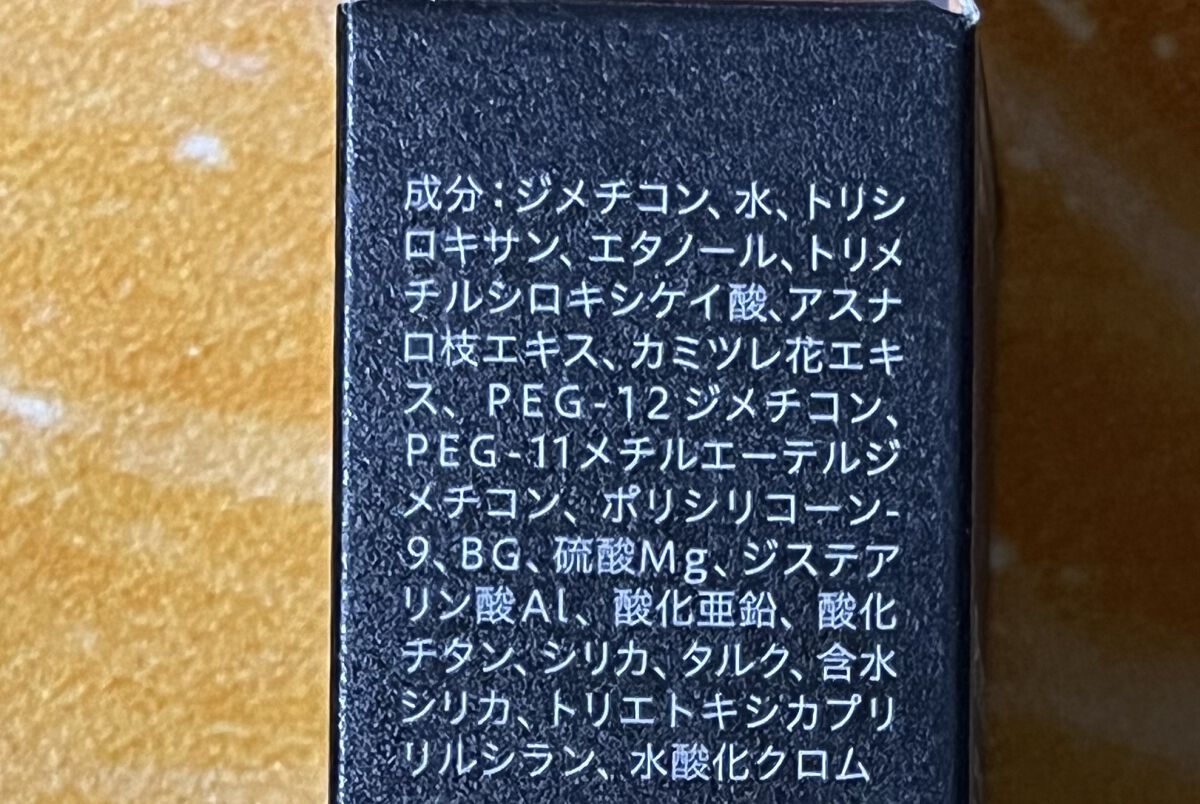 成分：ジメチコン、水、トリシ
ロキサン、エタノール、トリメ
チルシロキシケイ酸、アスナ
ロ枝エキス、カミツレ花エキ
ス、PEG-12ジメチコン、
PEG-11メチルエーテルジ
メチコン、ポリシリコーン-
9、BG、硫酸Mg、ジステア
リン酸Al、酸化亜鉛、酸化
チタン、シリカ、タルク、含水
シリカ、トリエトキシカプリ
リルシラン、水酸化クロム